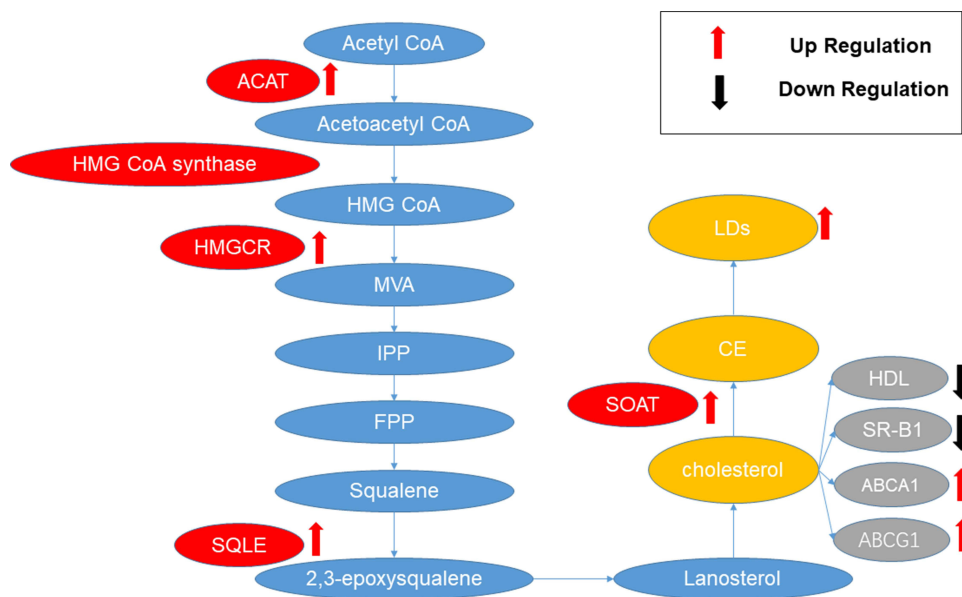 Acetyl CoA
ACAT
Acetoacetyl CoA
HMG CoA synthase
HMG CoA
HMGCR
MVA
IPP
FPP
Squalene
SQLE
2,3-epoxysqualene
Lanosterol
cholesterol
SOAT
CE
LDs
HDL
SR-B1
ABCA1
ABCG1
Up Regulation
Down Regulation